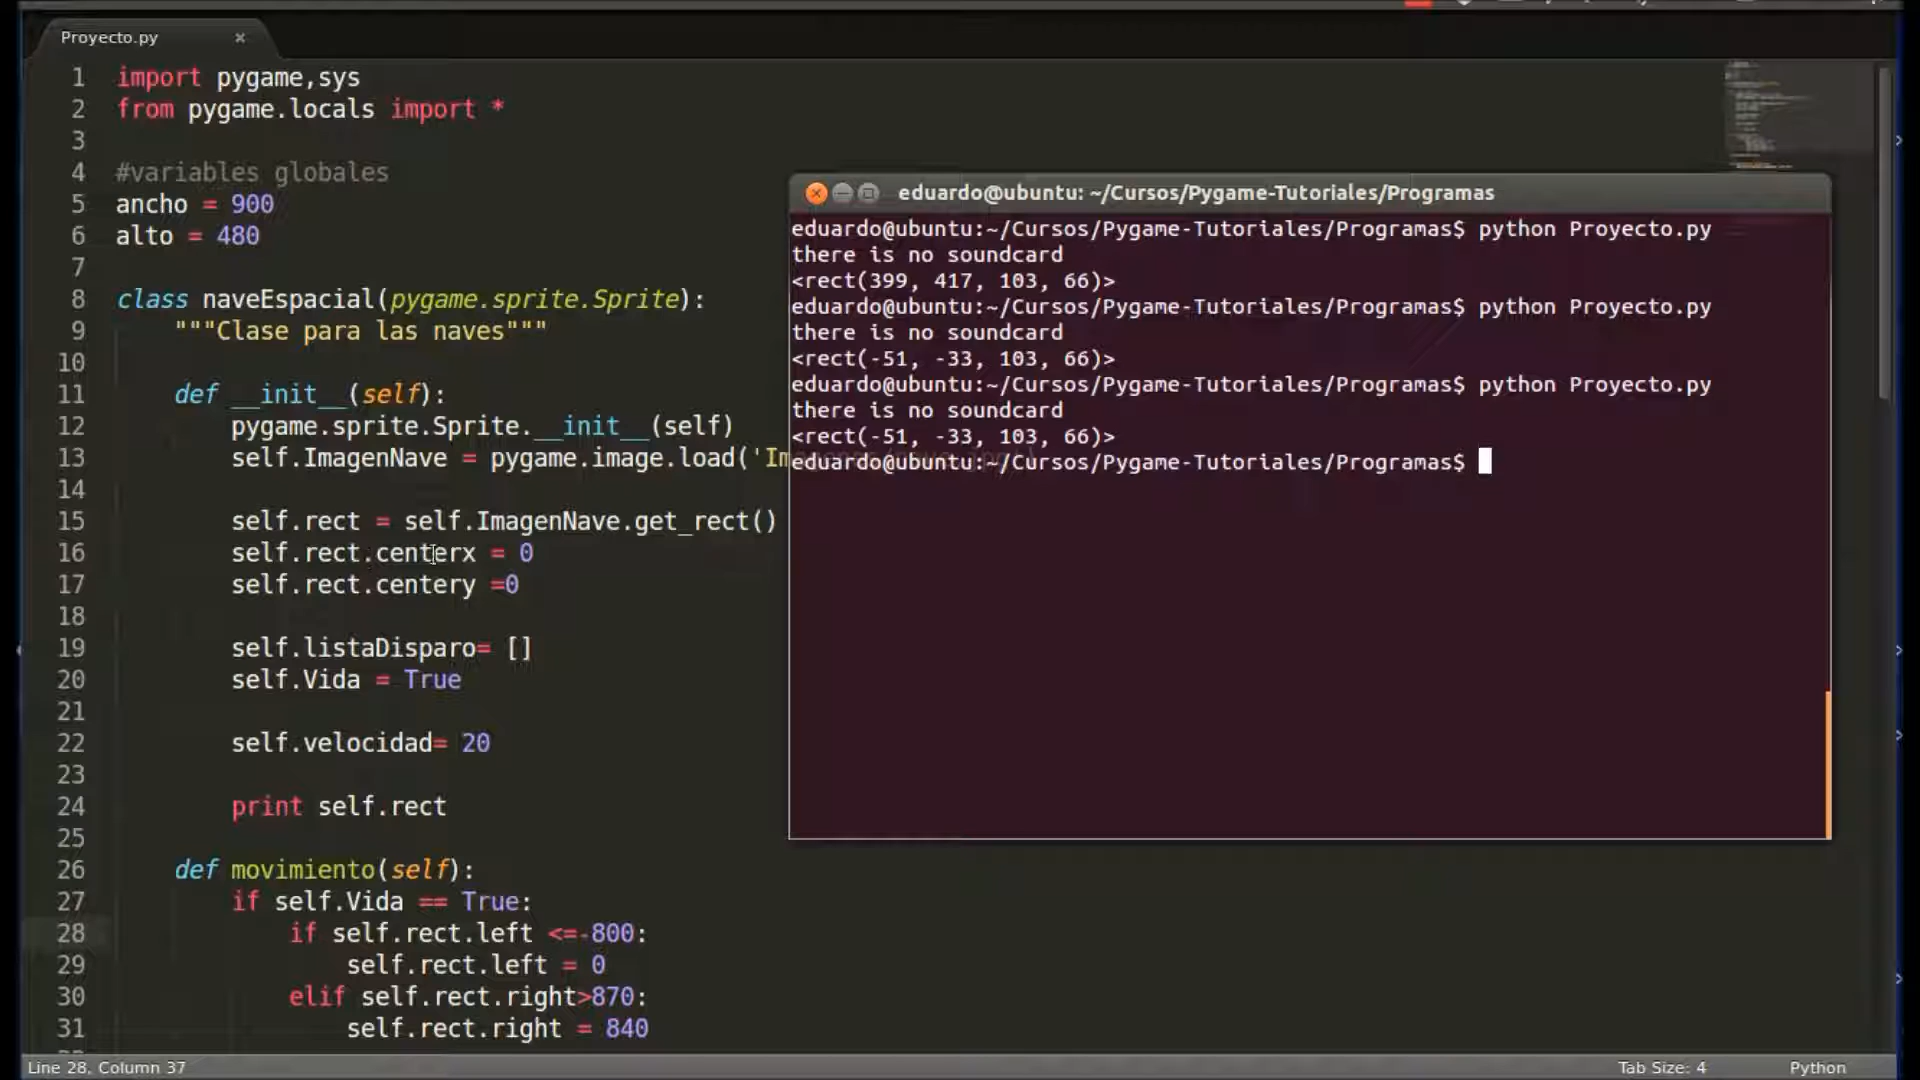 Proyecto.py ×
1 import pygame,sys
2 from pygame.locals import *
3
4 #variables globales
5 ancho = 900
6 alto = 480
7
8 class naveEspacial(pygame.sprite.Sprite):
9 """Clase para las naves"""
10
11 def __init__(self):
12 pygame.sprite.Sprite.__init__(self)
13 self.ImagenNave = pygame.image.load('Im
14
15 self.rect = self.ImagenNave.get_rect()
16 self.rect.centerx = 0
17 self.rect.centery =0
18
19 self.listaDisparo= []
20 self.Vida = True
21
22 self.velocidad= 20
23
24 print self.rect
25
26 def movimiento(self):
27 if self.Vida == True:
28 if self.rect.left <=-800:
29 self.rect.left = 0
30 elif self.rect.right>870:
31 self.rect.right = 840
eduardo@ubuntu: ~/Cursos/Pygame-Tutoriales/Programas
eduardo@ubuntu:~/Cursos/Pygame-Tutoriales/Programas$ python Proyecto.py
there is no soundcard
<rect(399, 417, 103, 66)>
eduardo@ubuntu:~/Cursos/Pygame-Tutoriales/Programas$ python Proyecto.py
there is no soundcard
<rect(-51, -33, 103, 66)>
eduardo@ubuntu:~/Cursos/Pygame-Tutoriales/Programas$ python Proyecto.py
there is no soundcard
<rect(-51, -33, 103, 66)>
eduardo@ubuntu:~/Cursos/Pygame-Tutoriales/Programas$
Line 28, Column 37
Tab Size: 4
Python